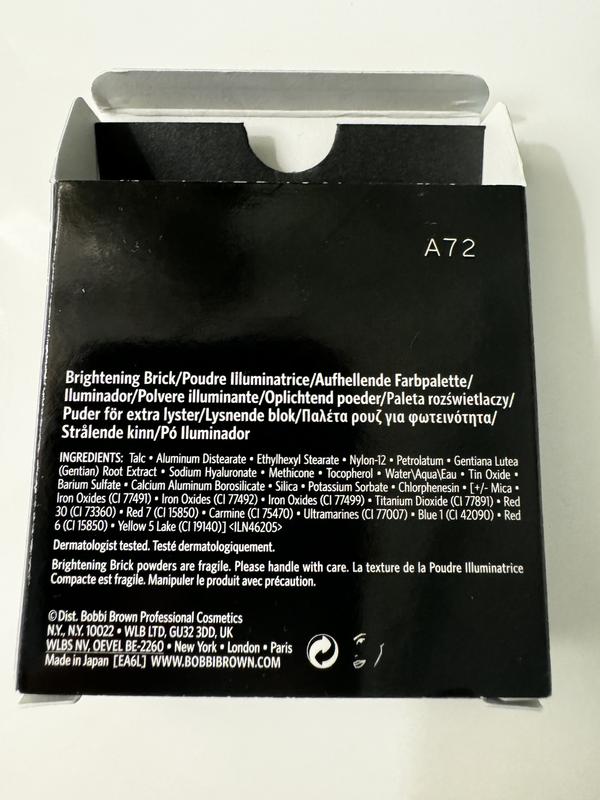 A72
Brightening Brick/Poudre Illuminatrice/Aufhellende Farbpalette/
Iluminador/Polvere illuminante/Oplichtend poeder/Paleta rozświetlaczy/
Puder för extra lyster/Lysnende blok/Παλέτα ρουζ για φωτεινότητα/
Strålende kinn/Pó Iluminador
INGREDIENTS: Talc • Aluminum Distearate • Ethylhexyl Stearate • Nylon-12 • Petrolatum • Gentiana Lutea
(Gentian) Root Extract • Sodium Hyaluronate • Methicone • Tocopherol • Water\Aqua\Eau • Tin Oxide •
Barium Sulfate • Calcium Aluminum Borosilicate • Silica • Potassium Sorbate • Chlorphenesin • [+/- Mica •
Iron Oxides (CI 77491) • Iron Oxides (CI 77492) • Iron Oxides (CI 77499) • Titanium Dioxide (CI 77891) • Red
30 (CI 73360) • Red 7 (CI 15850) • Carmine (CI 75470) • Ultramarines (CI 77007) • Blue 1 (CI 42090) • Red
6 (CI 15850) • Yellow 5 Lake (CI 19140)] <ILN46205>
Dermatologist tested. Testé dermatologiquement.
Brightening Brick powders are fragile. Please handle with care. La texture de la Poudre Illuminatrice
Compacte est fragile. Manipuler le produit avec précaution.
©Dist. Bobbi Brown Professional Cosmetics
N.Y., N.Y. 10022 • WLB LTD, GU32 3DD, UK
WLBS NV, OEVEL BE-2260 • New York • London • Paris
Made in Japan [EA6L] WWW.BOBBIBROWN.COM